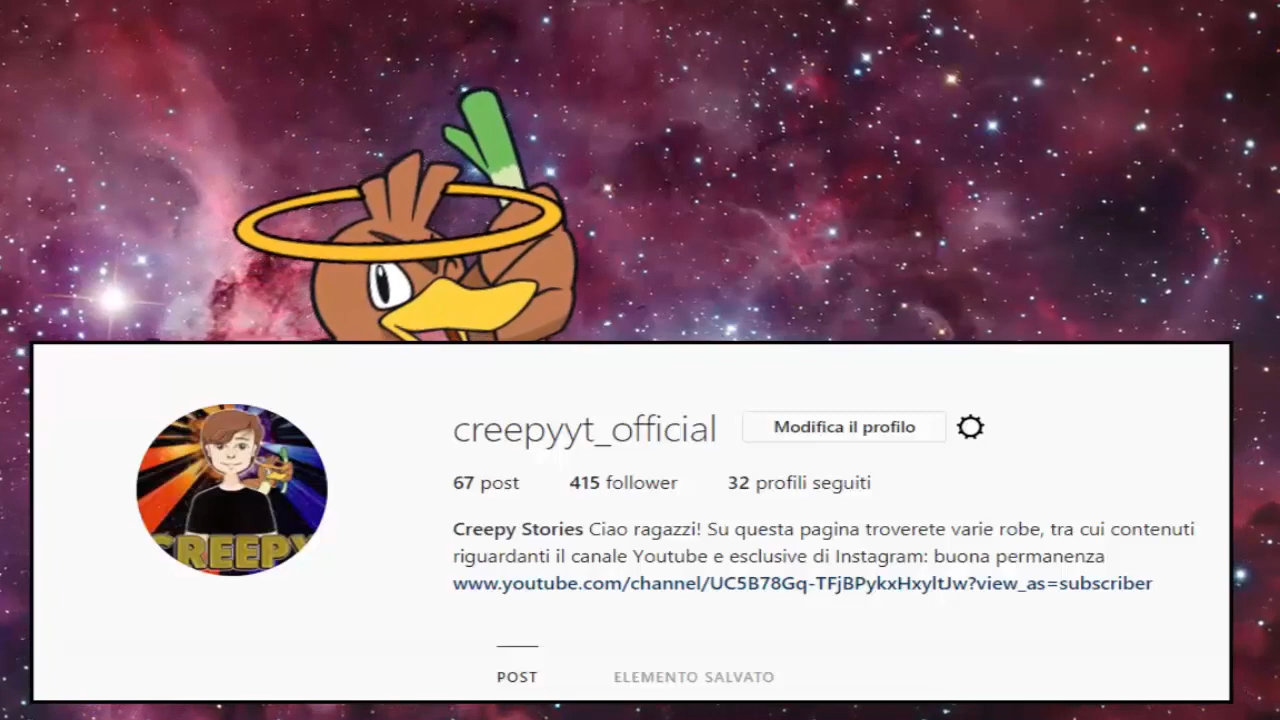 creepyyt_official Modifica il profilo
67 post 415 follower 32 profili seguiti
Creepy Stories Ciao ragazzi! Su questa pagina troverete varie robe, tra cui contenuti
riguardanti il canale Youtube e esclusive di Instagram: buona permanenza
www.youtube.com/channel/UC5B78Gq-TFjBPykxHxyltJw?view_as=subscriber
CREEPY
POST ELEMENTO SALVATO